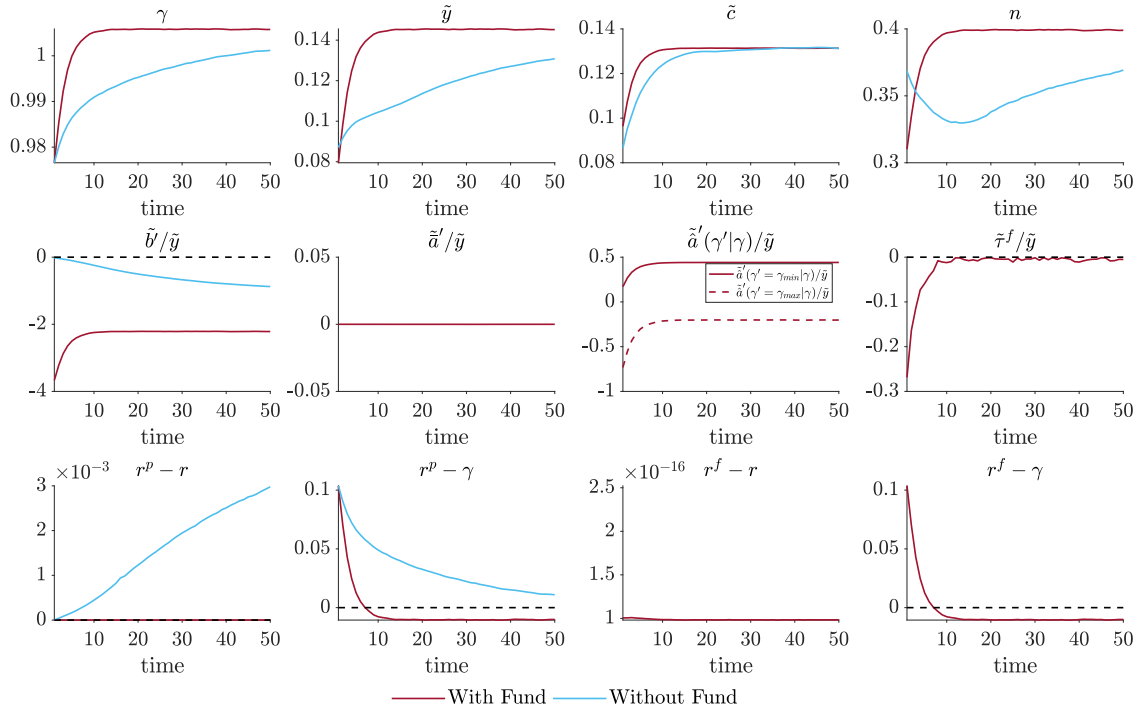 γ
1
0.99
0.98
10 20 30 40 50
time
ỹ
0.14
0.12
0.1
0.08
10 20 30 40 50
time
c̃
0.14
0.12
0.1
0.08
10 20 30 40 50
time
n
0.4
0.35
0.3
10 20 30 40 50
time
b̃′/ỹ
0
-2
-4
10 20 30 40 50
time
ā̃′/ỹ
0.05
0
-0.05
10 20 30 40 50
time
ã̂′(γ′|γ)/ỹ
0.5
0
-0.5
-1
ã̂′(γ′ = γmin|γ)/ỹ
ã̂′(γ′ = γmax|γ)/ỹ
10 20 30 40 50
time
τ̃ᶠ/ỹ
0
-0.1
-0.2
-0.3
10 20 30 40 50
time
×10⁻³ rᵖ − r
3
2
1
0
10 20 30 40 50
time
rᵖ − γ
0.1
0.05
0
10 20 30 40 50
time
×10⁻¹⁶ rᶠ − r
2.5
2
1.5
1
10 20 30 40 50
time
rᶠ − γ
0.1
0.05
0
10 20 30 40 50
time
With Fund Without Fund